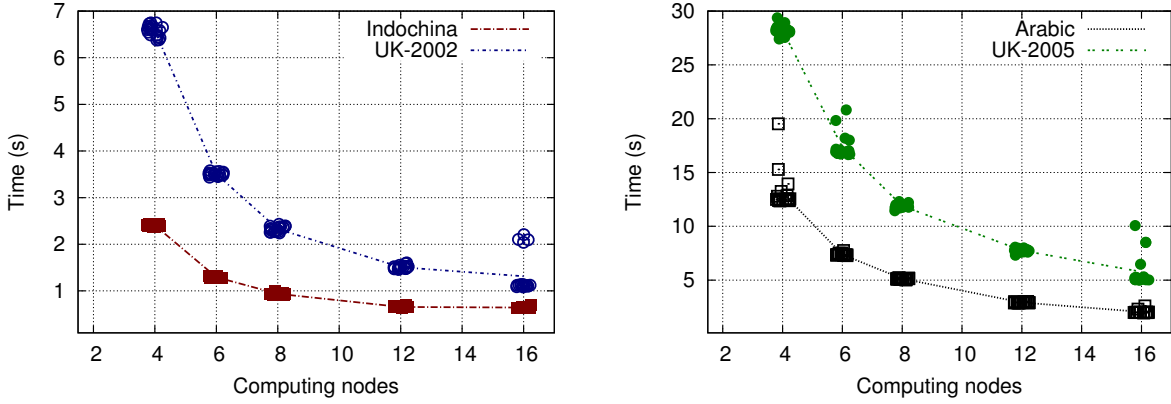 7
6
5
4
3
2
1
Time (s)
2 4 6 8 10 12 14 16
Computing nodes
Indochina
UK-2002
30
25
20
15
10
5
Time (s)
2 4 6 8 10 12 14 16
Computing nodes
Arabic
UK-2005